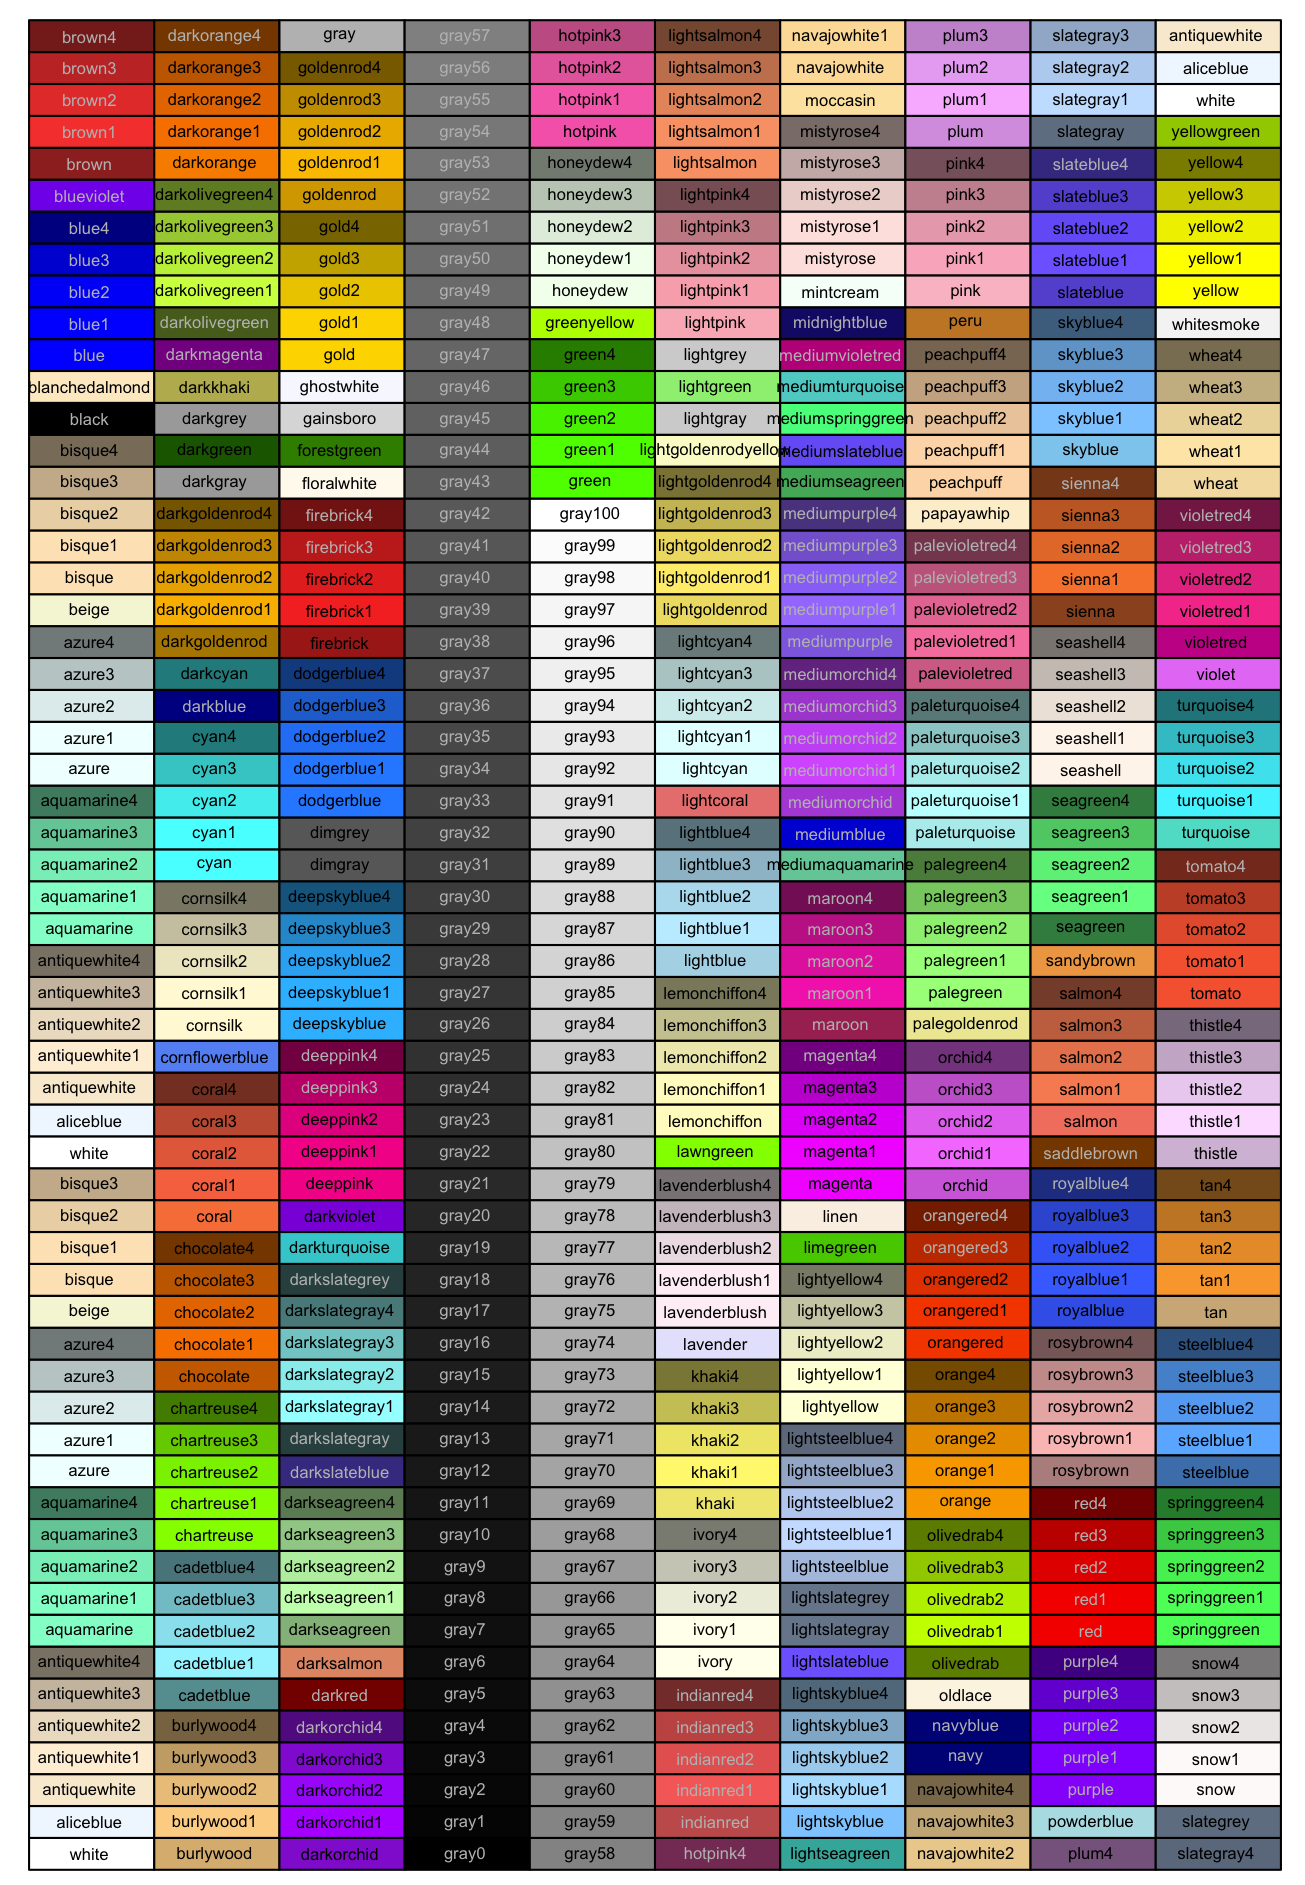 brown4 darkorange4 gray gray57 hotpink3 lightsalmon4 navajowhite1 plum3 slategray3 antiquewhite
brown3 darkorange3 goldenrod4 gray56 hotpink2 lightsalmon3 navajowhite plum2 slategray2 aliceblue
brown2 darkorange2 goldenrod3 gray55 hotpink1 lightsalmon2 moccasin plum1 slategray1 white
brown1 darkorange1 goldenrod2 gray54 hotpink lightsalmon1 mistyrose4 plum slategray yellowgreen
brown darkorange goldenrod1 gray53 honeydew4 lightsalmon mistyrose3 pink4 slateblue4 yellow4
blueviolet darkolivegreen4 goldenrod gray52 honeydew3 lightpink4 mistyrose2 pink3 slateblue3 yellow3
blue4 darkolivegreen3 gold4 gray51 honeydew2 lightpink3 mistyrose1 pink2 slateblue2 yellow2
blue3 darkolivegreen2 gold3 gray50 honeydew1 lightpink2 mistyrose pink1 slateblue1 yellow1
blue2 darkolivegreen1 gold2 gray49 honeydew lightpink1 mintcream pink slateblue yellow
blue1 darkolivegreen gold1 gray48 greenyellow lightpink midnightblue peru skyblue4 whitesmoke
blue darkmagenta gold gray47 green4 lightgrey mediumvioletred peachpuff4 skyblue3 wheat4
blanchedalmond darkkhaki ghostwhite gray46 green3 lightgreen mediumturquoise peachpuff3 skyblue2 wheat3
black darkgrey gainsboro gray45 green2 lightgray mediumspringgreen peachpuff2 skyblue1 wheat2
bisque4 darkgreen forestgreen gray44 green1 lightgoldenrodyellow mediumslateblue peachpuff1 skyblue wheat1
bisque3 darkgray floralwhite gray43 green lightgoldenrod4 mediumseagreen peachpuff sienna4 wheat
bisque2 darkgoldenrod4 firebrick4 gray42 gray100 lightgoldenrod3 mediumpurple4 papayawhip sienna3 violetred4
bisque1 darkgoldenrod3 firebrick3 gray41 gray99 lightgoldenrod2 mediumpurple3 palevioletred4 sienna2 violetred3
bisque darkgoldenrod2 firebrick2 gray40 gray98 lightgoldenrod1 mediumpurple2 palevioletred3 sienna1 violetred2
beige darkgoldenrod1 firebrick1 gray39 gray97 lightgoldenrod mediumpurple1 palevioletred2 sienna violetred1
azure4 darkgoldenrod firebrick gray38 gray96 lightcyan4 mediumpurple palevioletred1 seashell4 violetred
azure3 darkcyan dodgerblue4 gray37 gray95 lightcyan3 mediumorchid4 palevioletred seashell3 violet
azure2 darkblue dodgerblue3 gray36 gray94 lightcyan2 mediumorchid3 paleturquoise4 seashell2 turquoise4
azure1 cyan4 dodgerblue2 gray35 gray93 lightcyan1 mediumorchid2 paleturquoise3 seashell1 turquoise3
azure cyan3 dodgerblue1 gray34 gray92 lightcyan mediumorchid1 paleturquoise2 seashell turquoise2
aquamarine4 cyan2 dodgerblue gray33 gray91 lightcoral mediumorchid paleturquoise1 seagreen4 turquoise1
aquamarine3 cyan1 dimgrey gray32 gray90 lightblue4 mediumblue paleturquoise seagreen3 turquoise
aquamarine2 cyan dimgray gray31 gray89 lightblue3 mediumaquamarine palegreen4 seagreen2 tomato4
aquamarine1 cornsilk4 deepskyblue4 gray30 gray88 lightblue2 maroon4 palegreen3 seagreen1 tomato3
aquamarine cornsilk3 deepskyblue3 gray29 gray87 lightblue1 maroon3 palegreen2 seagreen tomato2
antiquewhite4 cornsilk2 deepskyblue2 gray28 gray86 lightblue maroon2 palegreen1 sandybrown tomato1
antiquewhite3 cornsilk1 deepskyblue1 gray27 gray85 lemonchiffon4 maroon1 palegreen salmon4 tomato
antiquewhite2 cornsilk deepskyblue gray26 gray84 lemonchiffon3 maroon palegoldenrod salmon3 thistle4
antiquewhite1 cornflowerblue deeppink4 gray25 gray83 lemonchiffon2 magenta4 orchid4 salmon2 thistle3
antiquewhite coral4 deeppink3 gray24 gray82 lemonchiffon1 magenta3 orchid3 salmon1 thistle2
aliceblue coral3 deeppink2 gray23 gray81 lemonchiffon magenta2 orchid2 salmon thistle1
white coral2 deeppink1 gray22 gray80 lawngreen magenta1 orchid1 saddlebrown thistle
bisque3 coral1 deeppink gray21 gray79 lavenderblush4 magenta orchid royalblue4 tan4
bisque2 coral darkviolet gray20 gray78 lavenderblush3 linen orangered4 royalblue3 tan3
bisque1 chocolate4 darkturquoise gray19 gray77 lavenderblush2 limegreen orangered3 royalblue2 tan2
bisque chocolate3 darkslategrey gray18 gray76 lavenderblush1 lightyellow4 orangered2 royalblue1 tan1
beige chocolate2 darkslategray4 gray17 gray75 lavenderblush lightyellow3 orangered1 royalblue tan
azure4 chocolate1 darkslategray3 gray16 gray74 lavender lightyellow2 orangered rosybrown4 steelblue4
azure3 chocolate darkslategray2 gray15 gray73 khaki4 lightyellow1 orange4 rosybrown3 steelblue3
azure2 chartreuse4 darkslategray1 gray14 gray72 khaki3 lightyellow orange3 rosybrown2 steelblue2
azure1 chartreuse3 darkslategray gray13 gray71 khaki2 lightsteelblue4 orange2 rosybrown1 steelblue1
azure chartreuse2 darkslateblue gray12 gray70 khaki1 lightsteelblue3 orange1 rosybrown steelblue
aquamarine4 chartreuse1 darkseagreen4 gray11 gray69 khaki lightsteelblue2 orange red4 springgreen4
aquamarine3 chartreuse darkseagreen3 gray10 gray68 ivory4 lightsteelblue1 olivedrab4 red3 springgreen3
aquamarine2 cadetblue4 darkseagreen2 gray9 gray67 ivory3 lightsteelblue olivedrab3 red2 springgreen2
aquamarine1 cadetblue3 darkseagreen1 gray8 gray66 ivory2 lightslategrey olivedrab2 red1 springgreen1
aquamarine cadetblue2 darkseagreen gray7 gray65 ivory1 lightslategray olivedrab1 red springgreen
antiquewhite4 cadetblue1 darksalmon gray6 gray64 ivory lightslateblue olivedrab purple4 snow4
antiquewhite3 cadetblue darkred gray5 gray63 indianred4 lightskyblue4 oldlace purple3 snow3
antiquewhite2 burlywood4 darkorchid4 gray4 gray62 indianred3 lightskyblue3 navyblue purple2 snow2
antiquewhite1 burlywood3 darkorchid3 gray3 gray61 indianred2 lightskyblue2 navy purple1 snow1
antiquewhite burlywood2 darkorchid2 gray2 gray60 indianred1 lightskyblue1 navajowhite4 purple snow
aliceblue burlywood1 darkorchid1 gray1 gray59 indianred lightskyblue navajowhite3 powderblue slategrey
white burlywood darkorchid gray0 gray58 hotpink4 lightseagreen navajowhite2 plum4 slategray4